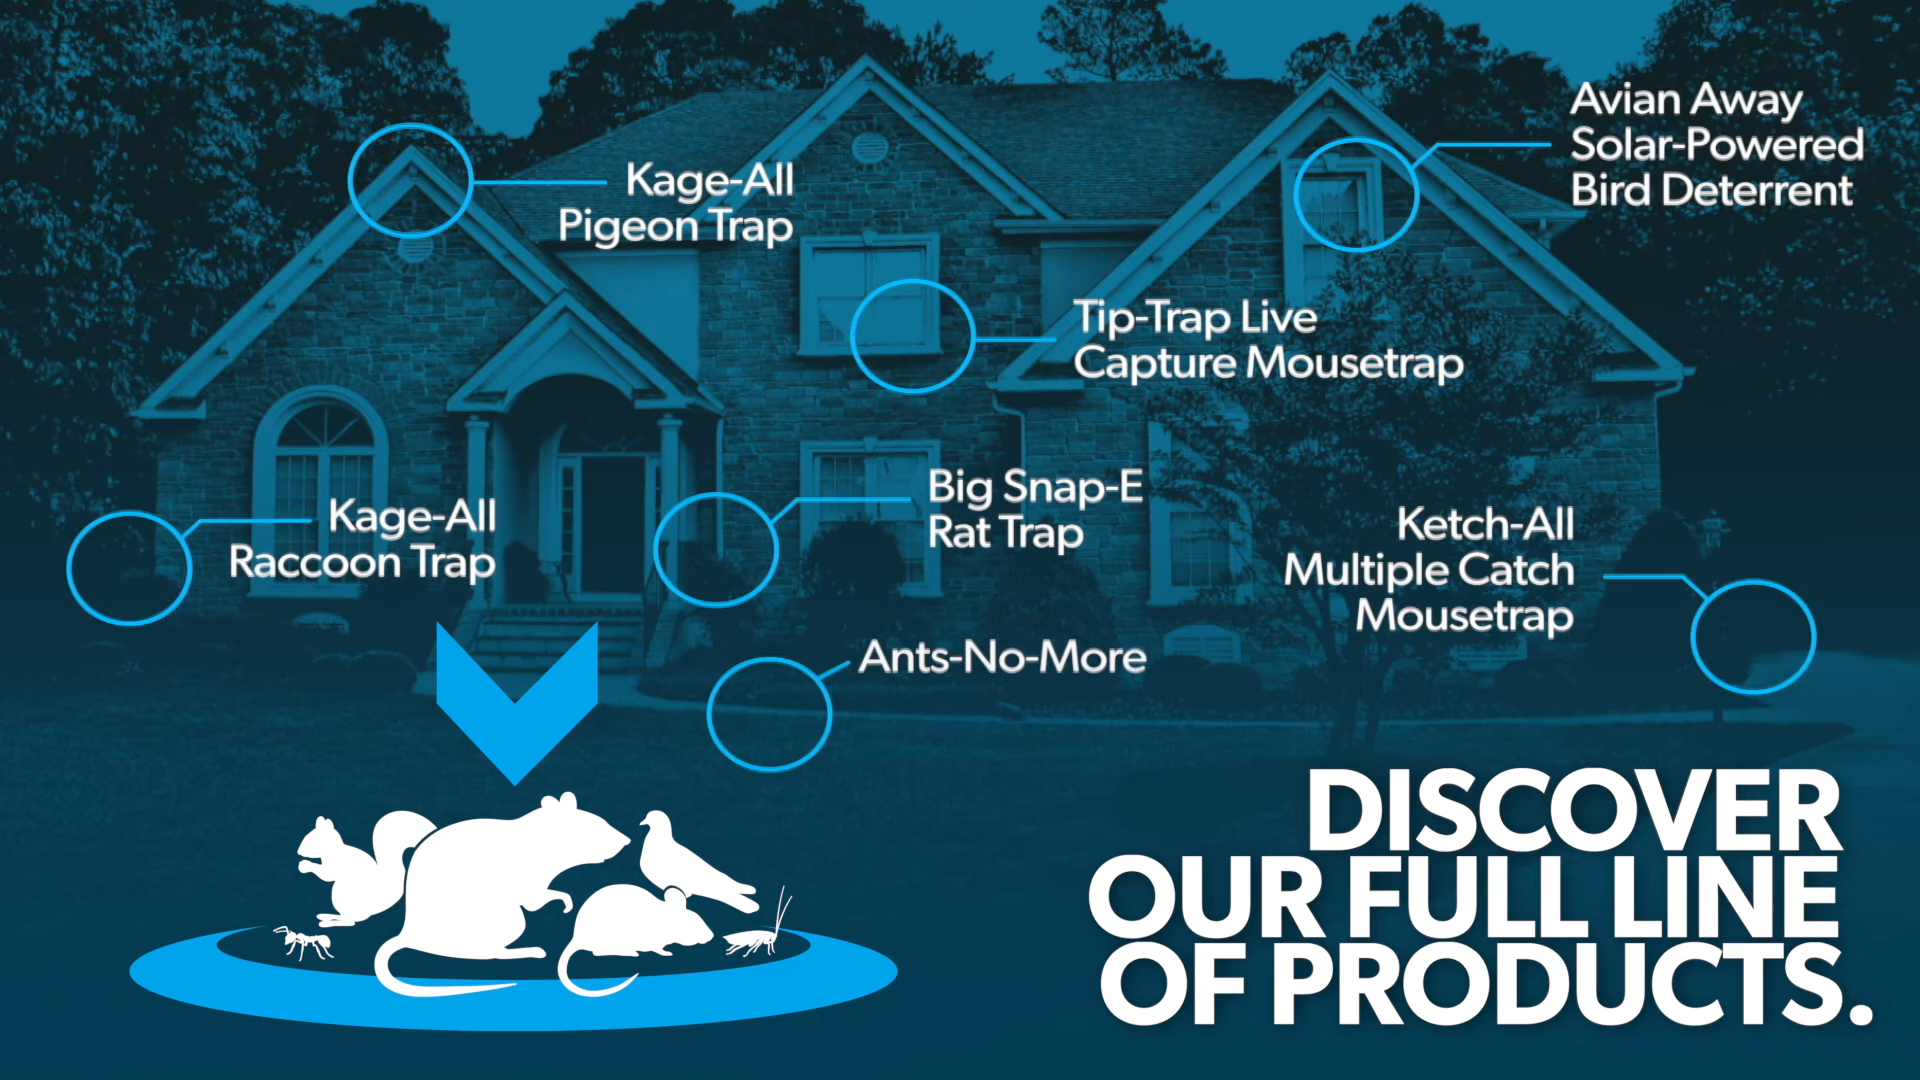 Avian Away
Solar-Powered
Bird Deterrent
Kage-All
Pigeon Trap
Tip-Trap Live
Capture Mousetrap
Big Snap-E
Rat Trap
Kage-All
Raccoon Trap
Ketch-All
Multiple Catch
Mousetrap
Ants-No-More
DISCOVER
OUR FULL LINE
OF PRODUCTS.